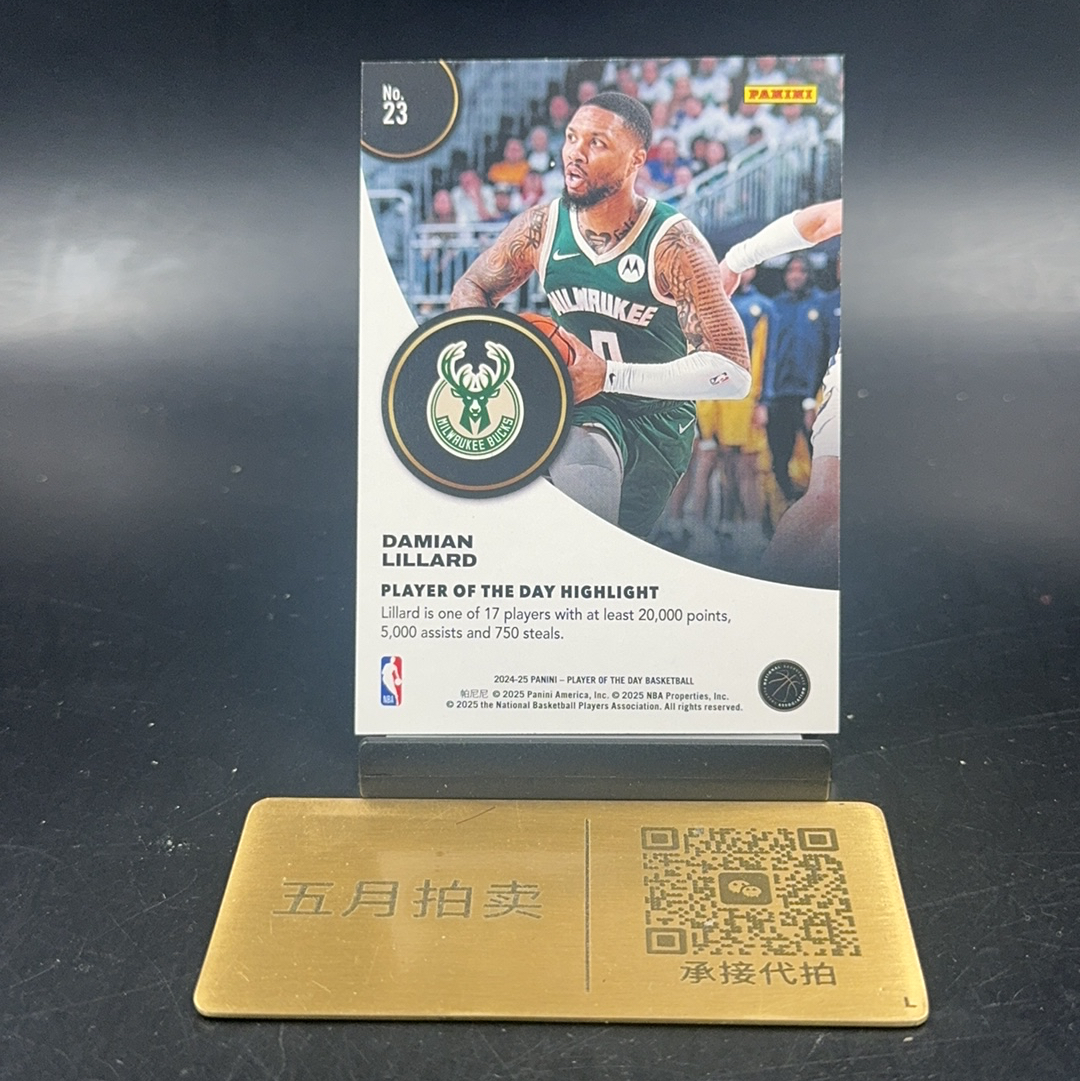 No.
23
PANINI
MILWAUKEE
0
MILWAUKEE BUCKS
DAMIAN
LILLARD
PLAYER OF THE DAY HIGHLIGHT
Lillard is one of 17 players with at least 20,000 points,
5,000 assists and 750 steals.
NBA
2024-25 PANINI – PLAYER OF THE DAY BASKETBALL
帕尼尼 © 2025 Panini America, Inc. © 2025 NBA Properties, Inc.
© 2025 the National Basketball Players Association. All rights reserved.
五月拍卖
承接代拍
L